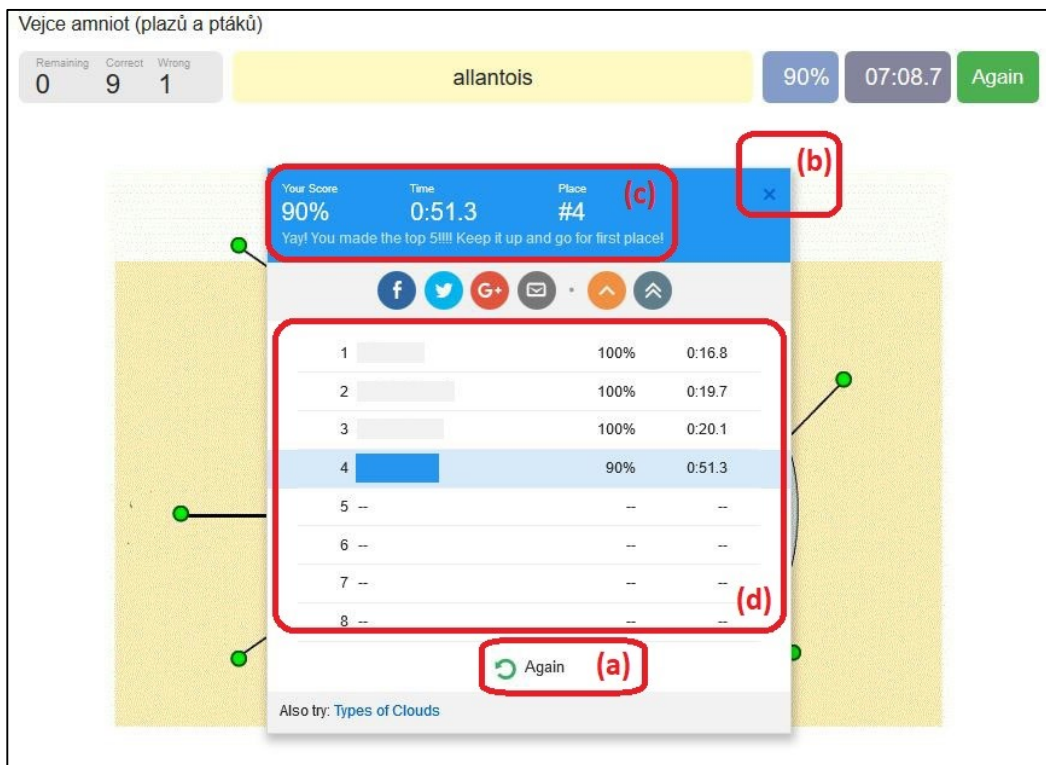 Vejce amniot (plazů a ptáků)
Remaining Correct Wrong
0 9 1
allantois
90%
07:08.7
Again
(b)
Your Score Time Place
90% 0:51.3 #4
(c)
Yay! You made the top 5!!!! Keep it up and go for first place!
×
f G+
1 100% 0:16.8
2 100% 0:19.7
3 100% 0:20.1
4 90% 0:51.3
5 -- -- --
6 -- -- --
7 -- -- --
8 -- -- --
(d)
Again (a)
Also try: Types of Clouds